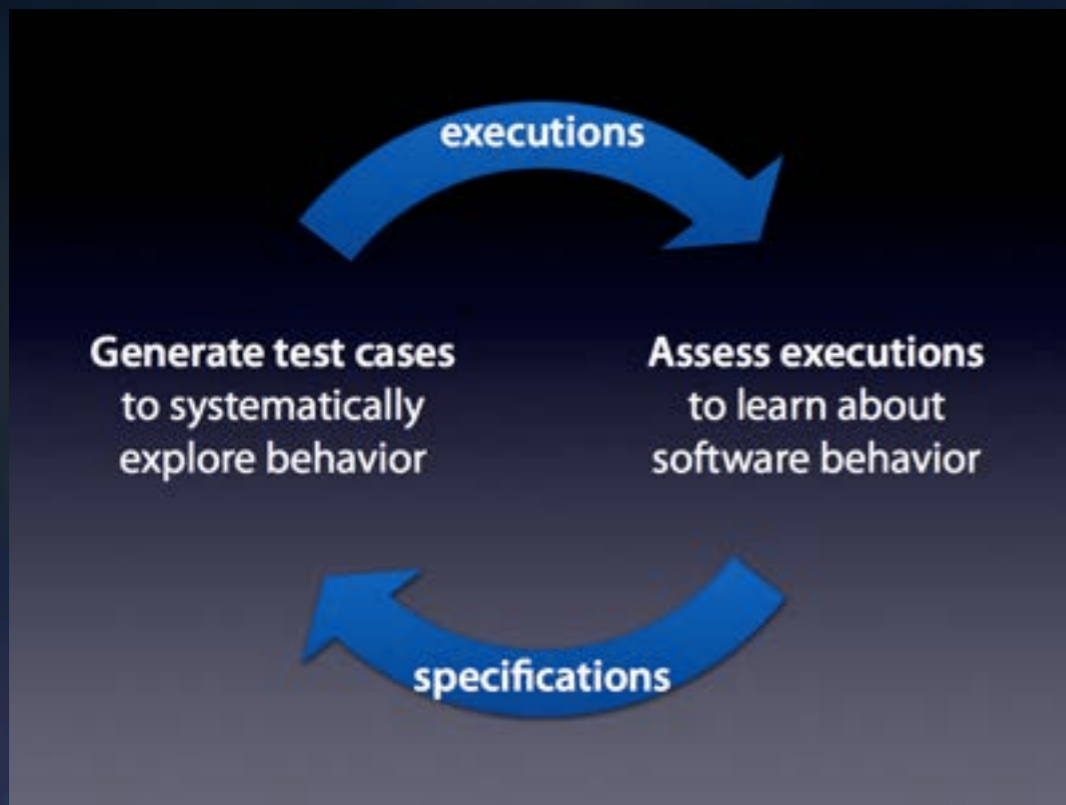 executions
Generate test cases
to systematically
explore behavior
Assess executions
to learn about
software behavior
specifications